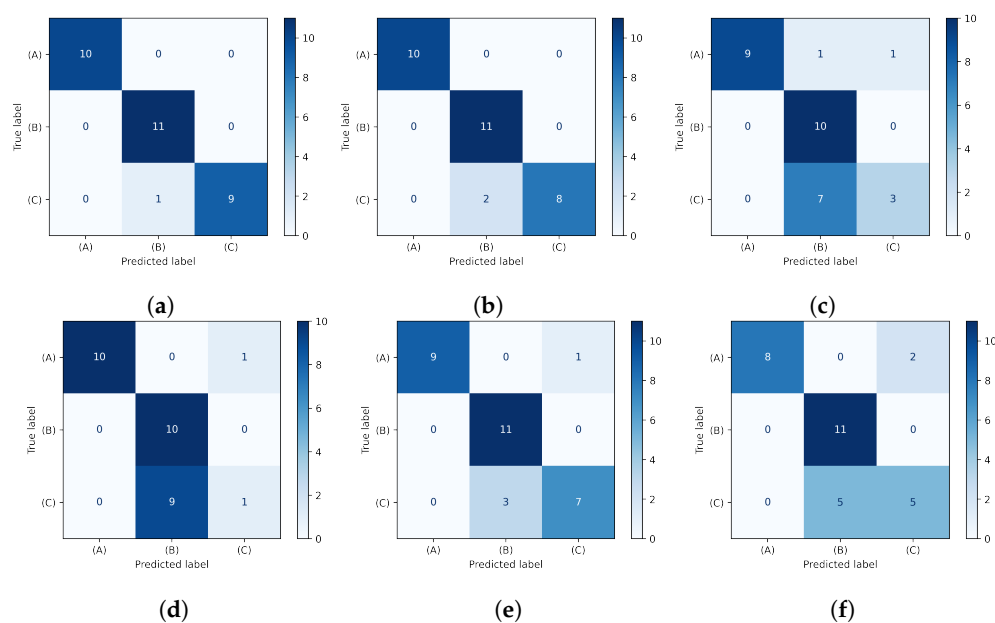 (A) 10 0 0 10
8
True label (B) 0 11 0 6
4
(C) 0 1 9 2
0
(A) (B) (C)
Predicted label
(a)
(A) 10 0 0 10
8
True label (B) 0 11 0 6
4
(C) 0 2 8 2
0
(A) (B) (C)
Predicted label
(b)
10
(A) 9 1 1
8
True label (B) 0 10 0 6
4
(C) 0 7 3 2
0
(A) (B) (C)
Predicted label
(c)
10
(A) 10 0 1
8
True label (B) 0 10 0 6
4
(C) 0 9 1 2
0
(A) (B) (C)
Predicted label
(d)
(A) 9 0 1 10
8
True label (B) 0 11 0 6
4
(C) 0 3 7 2
0
(A) (B) (C)
Predicted label
(e)
(A) 8 0 2 10
8
True label (B) 0 11 0 6
4
(C) 0 5 5 2
0
(A) (B) (C)
Predicted label
(f)